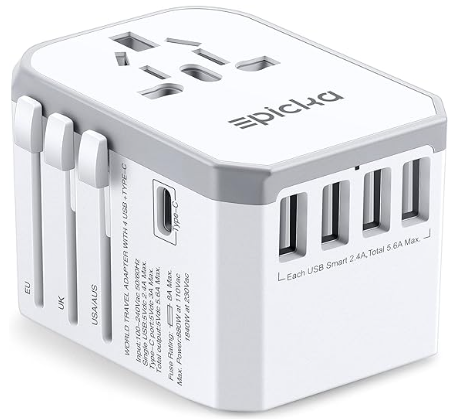 Epicka
EU
UK
USA/AUS
Type-C
WORLD TRAVEL ADAPTER WITH 4 USB +TYPE-C
Input:100-240Vac 50/60Hz
Single USB:5Vdc 2.4A Max.
Type-C port:5Vdc 3A Max.
Total output:5Vdc 5.6A Max.
Fuse Rating: 8A Max.
Max. Power:880W at 110Vac
1840W at 230Vac
Each USB Smart 2.4A,Total 5.6A Max.